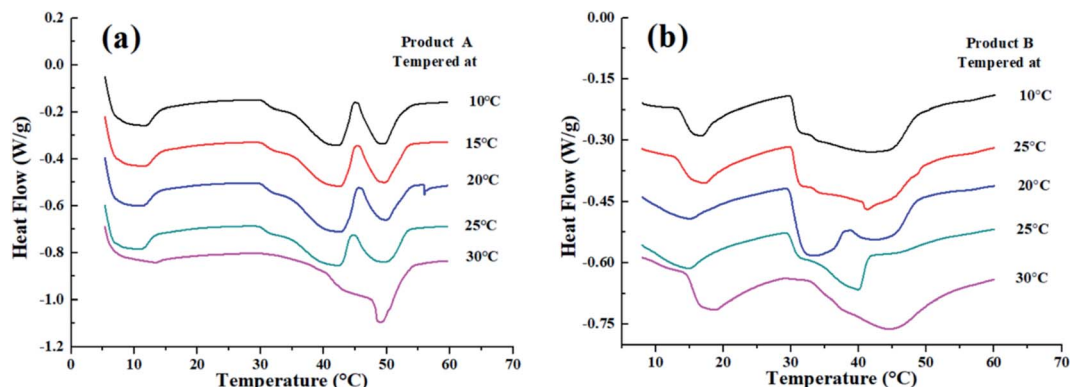 (a)
Product A
Tempered at
10°C
15°C
20°C
25°C
30°C
Heat Flow (W/g)
0.2
0.0
-0.2
-0.4
-0.6
-0.8
-1.0
-1.2
0
10
20
30
40
50
60
70
Temperature (°C)
(b)
Product B
Tempered at
10°C
25°C
20°C
25°C
30°C
Heat Flow (W/g)
0.00
-0.15
-0.30
-0.45
-0.60
-0.75
10
20
30
40
50
60
70
Temperature (°C)